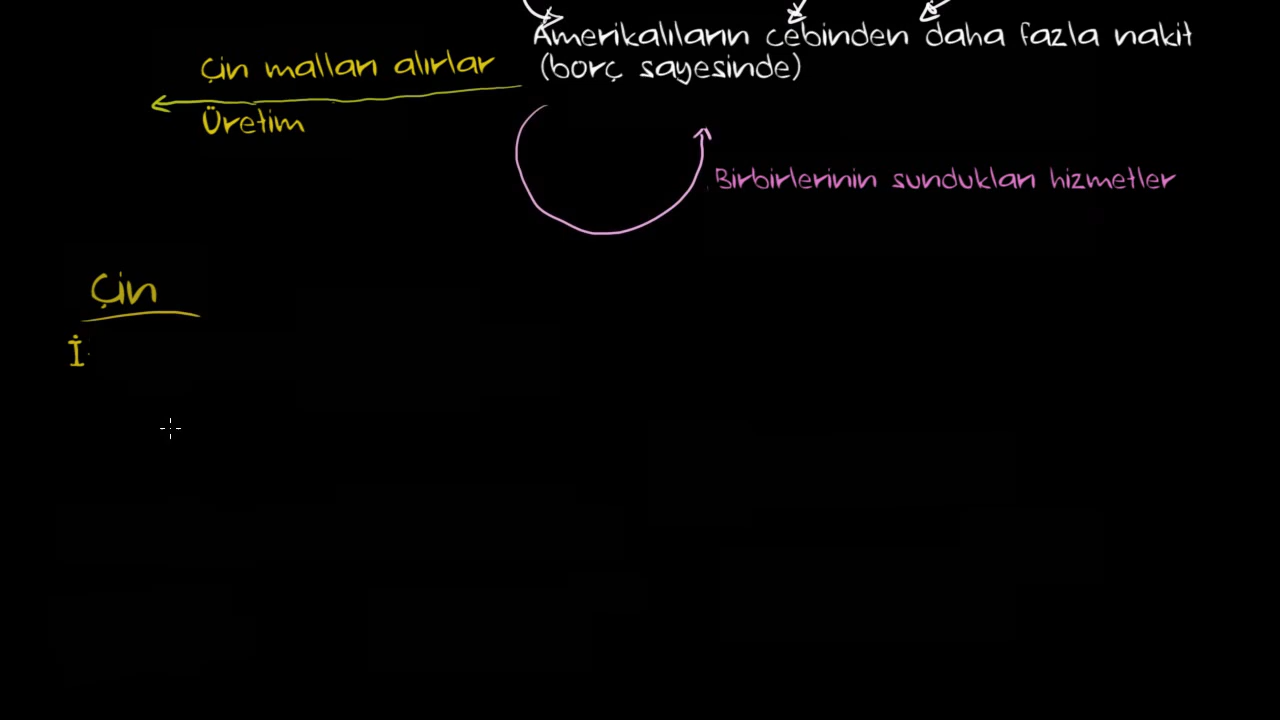 Amerikalıların cebinden daha fazla nakit
(borç sayesinde)
Çin malları alırlar
Üretim
Birbirlerinin sundukları hizmetler
Çin
İ